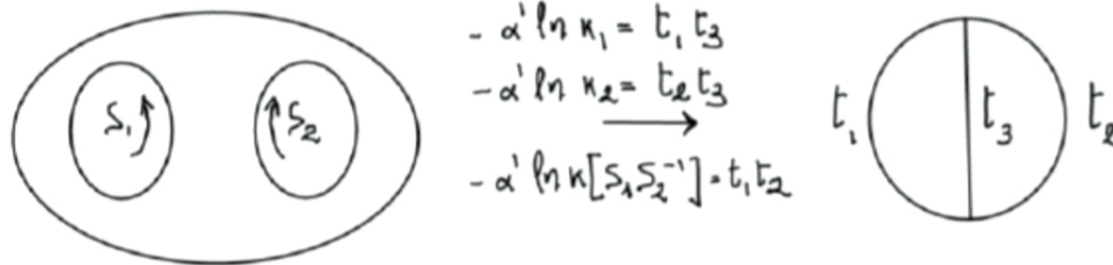 S₁
S₂
- α' ln κ₁ = t₁ t₃
- α' ln κ₂ = t₂ t₃
- α' ln κ[S₁S₂⁻¹] = t₁ t₂
t₁
t₃
t₂